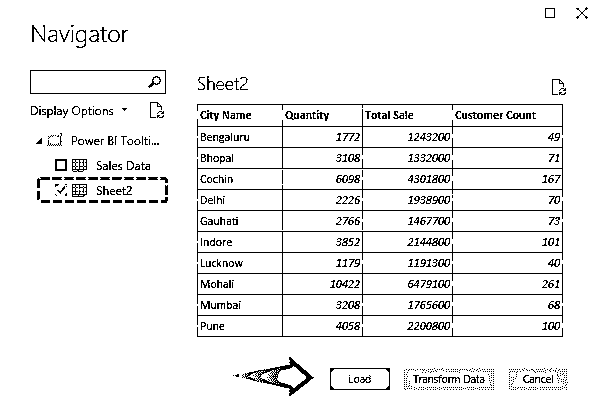 Navigator
Sheet2
Display Options
Power BI Toolti...
Sales Data
Sheet2
City Name Quantity Total Sale Customer Count
Bengaluru 1772 1243200 49
Bhopal 3108 1332000 71
Cochin 6098 4301800 167
Delhi 2226 1938900 70
Gauhati 2766 1467700 73
Indore 3852 2144800 101
Lucknow 1179 1191300 40
Mohali 10422 6479100 261
Mumbai 3208 1765600 68
Pune 4058 2200800 100
Load Transform Data Cancel